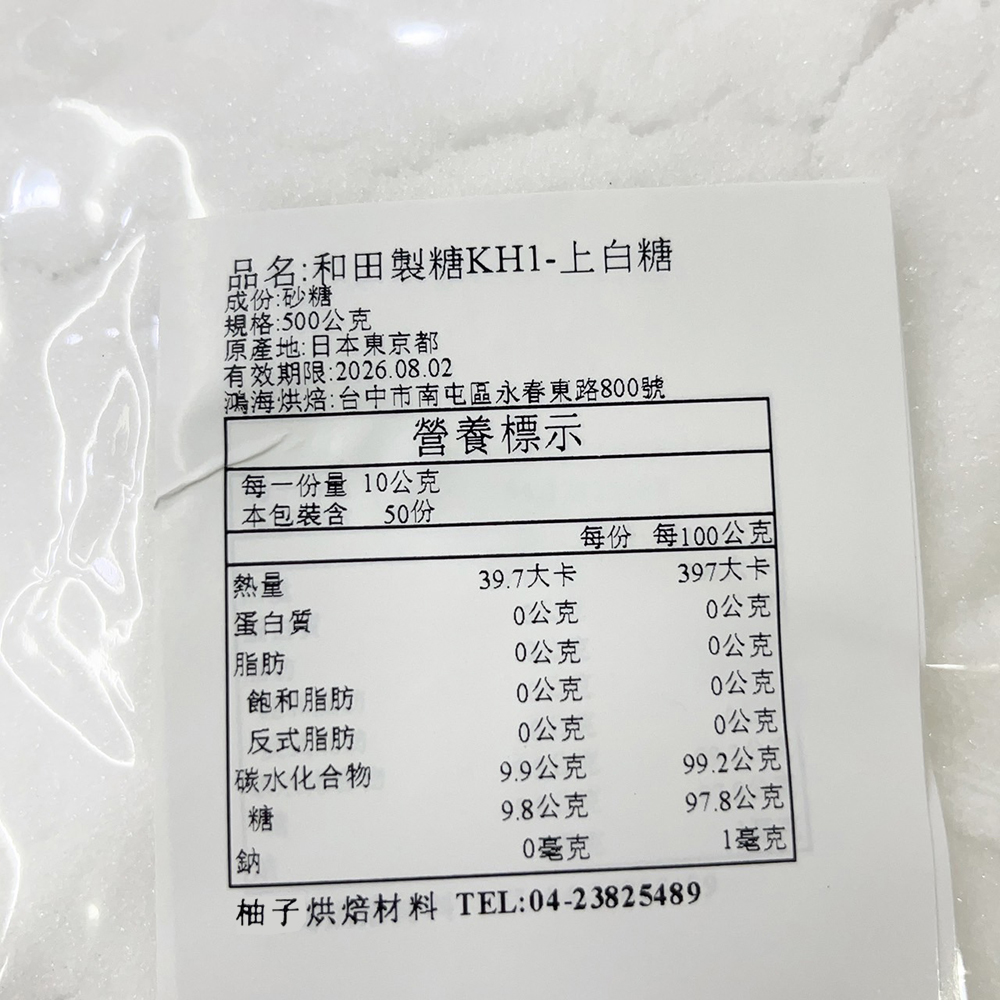 品名:和田製糖KH1-上白糖
成份:砂糖
規格:500公克
原產地:日本東京都
有效期限:2026.08.02
鴻海烘焙:台中市南屯區永春東路800號
營養標示
每一份量 10公克
本包裝含 50份
每份 每100公克
熱量 39.7大卡 397大卡
蛋白質 0公克 0公克
脂肪 0公克 0公克
飽和脂肪 0公克 0公克
反式脂肪 0公克 0公克
碳水化合物 9.9公克 99.2公克
糖 9.8公克 97.8公克
鈉 0毫克 1毫克
柚子烘焙材料 TEL:04-23825489